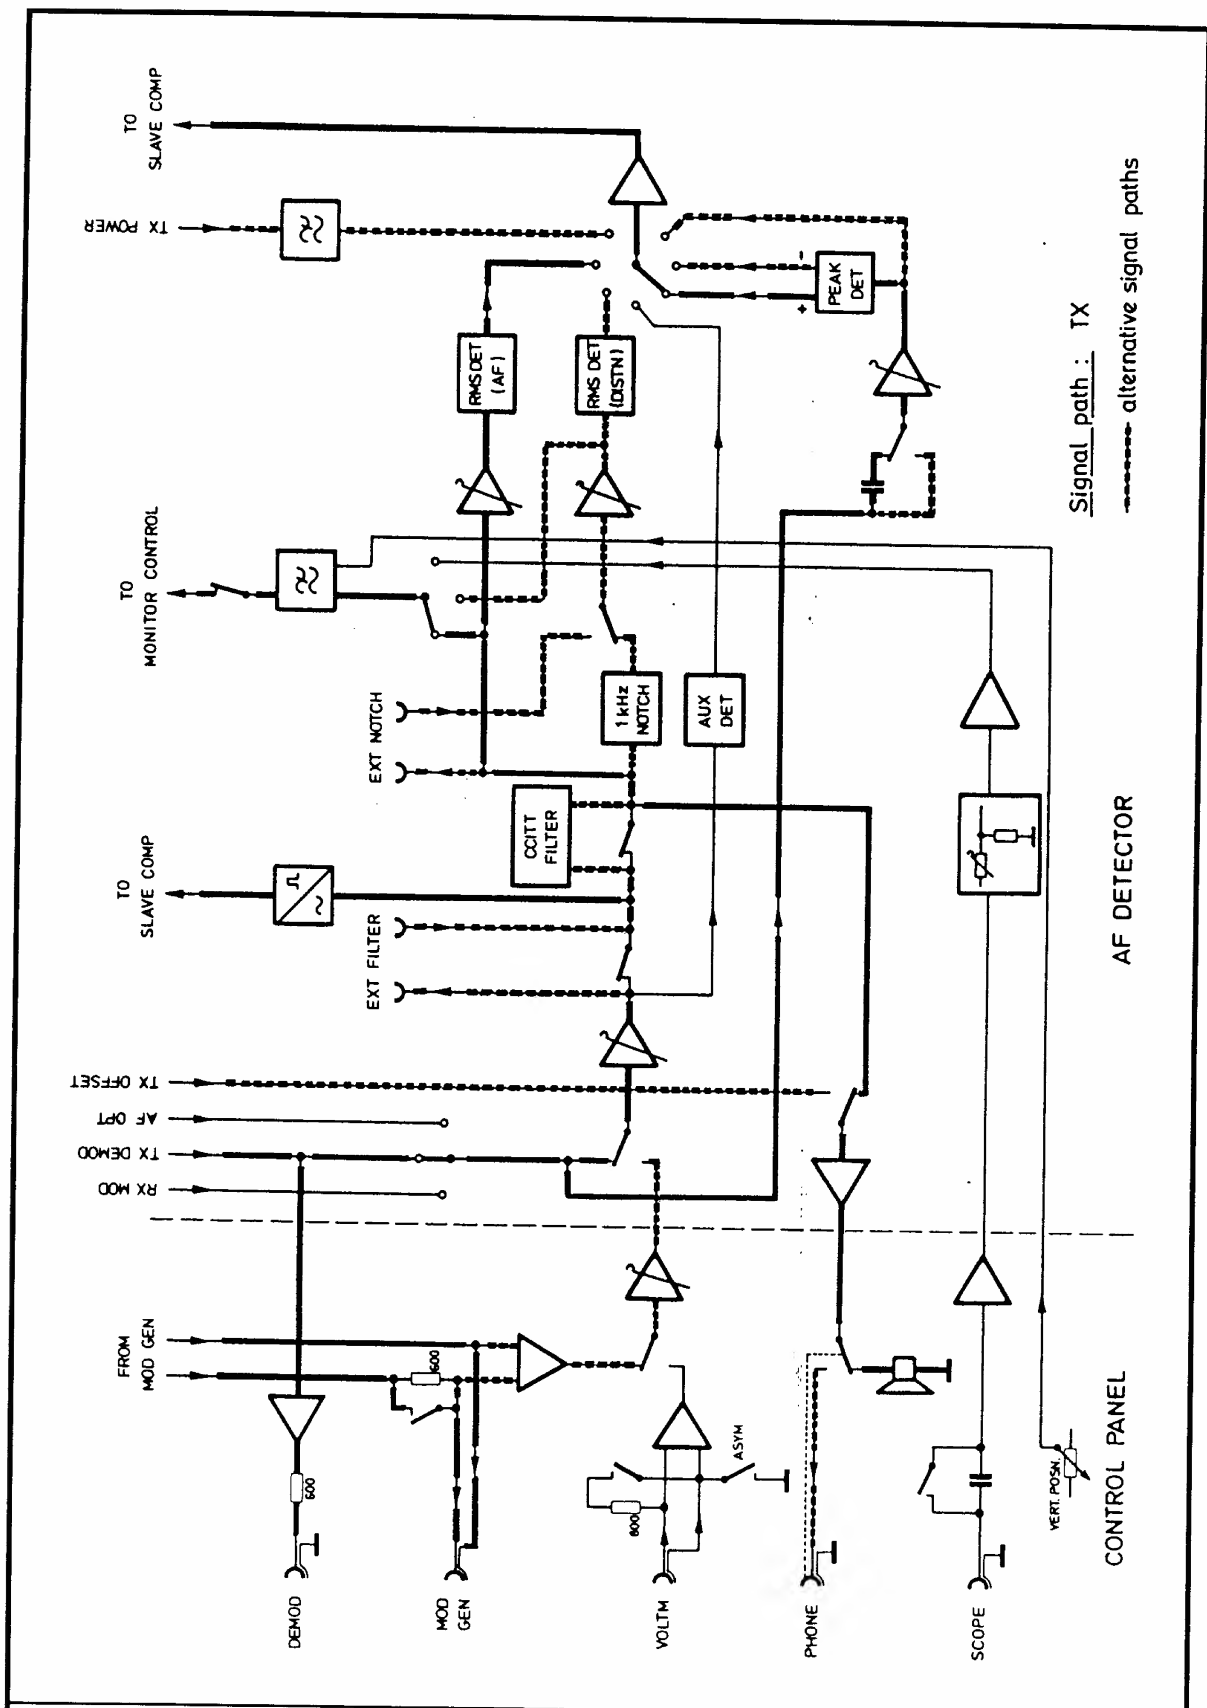 TO
SLAVE COMP
TX POWER
RMS DET
(AF)
RMS DET
(DISTN)
PEAK
DET
+
-
TO
MONITOR CONTROL
EXT NOTCH
EXT FILTER
1 kHz
NOTCH
AUX
DET
CCITT
FILTER
TO
SLAVE COMP
TX OFFSET
AF OPT
TX DEMOD
RX MOD
FROM
MOD GEN
600
600
600
ASYM
DEMOD
MOD
GEN
VOLTM
PHONE
SCOPE
VERT. POSN.
CONTROL PANEL
AF DETECTOR
Signal path : TX
alternative signal paths